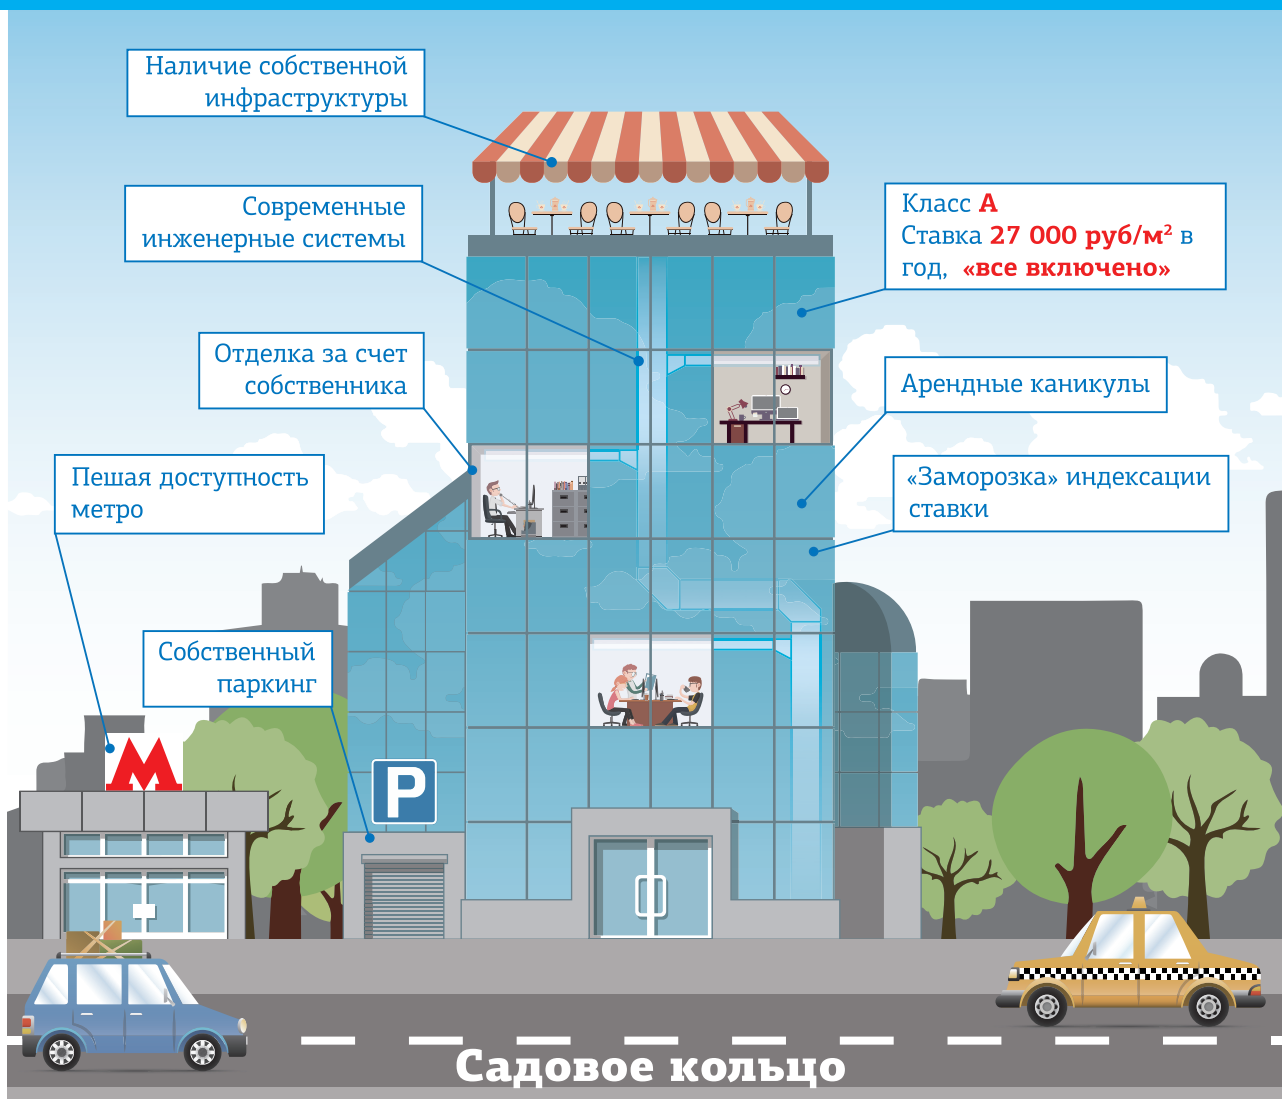 Наличие собственной
инфраструктуры
Современные
инженерные системы
Класс А
Ставка 27 000 руб/м² в
год, «все включено»
Отделка за счет
собственника
Арендные каникулы
Пешая доступность
метро
«Заморозка» индексации
ставки
Собственный
паркинг
М
P
Садовое кольцо